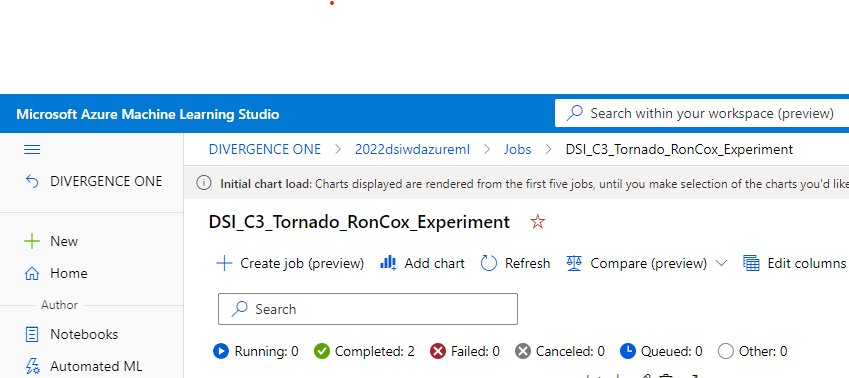 Microsoft Azure Machine Learning Studio
Search within your workspace (preview)
DIVERGENCE ONE > 2022dsiwdazureml > Jobs > DSI_C3_Tornado_RonCox_Experiment
DIVERGENCE ONE
Initial chart load: Charts displayed are rendered from the first five jobs, until you make selection of the charts you'd like
DSI_C3_Tornado_RonCox_Experiment
New
Home
Create job (preview) Add chart Refresh Compare (preview) Edit columns
Author
Search
Notebooks
Automated ML
Running: 0 Completed: 2 Failed: 0 Canceled: 0 Queued: 0 Other: 0